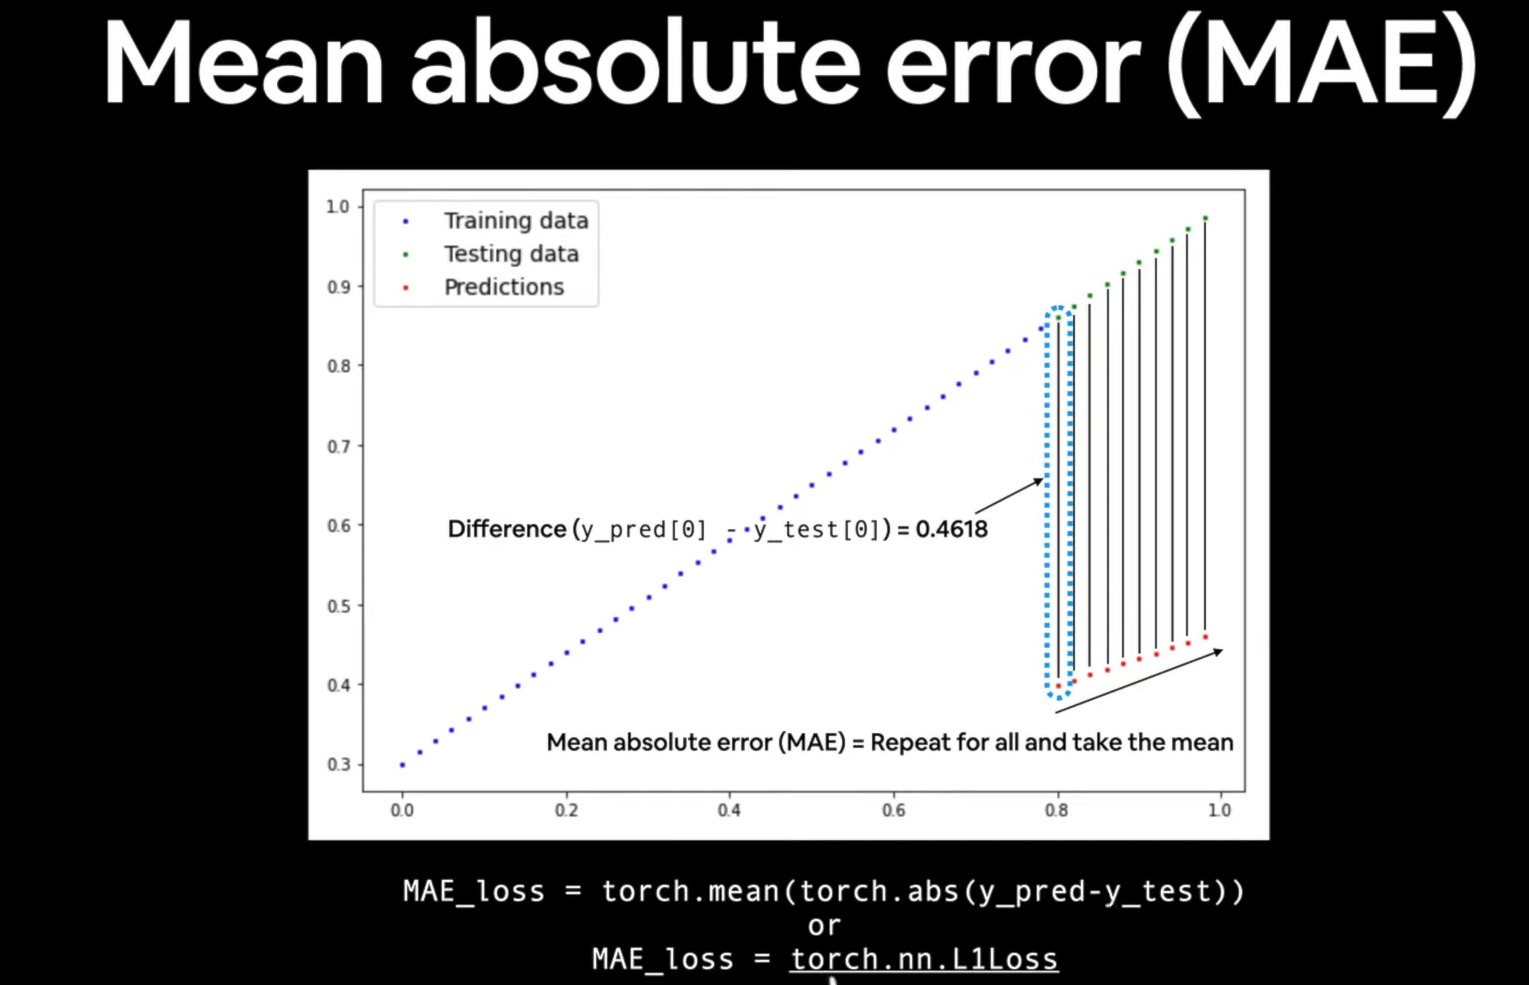 Mean absolute error (MAE)
1.0
0.9
0.8
0.7
0.6
0.5
0.4
0.3
Training data
Testing data
Predictions
Difference (y_pred[0] - y_test[0]) = 0.4618
Mean absolute error (MAE) = Repeat for all and take the mean
0.0 0.2 0.4 0.6 0.8 1.0
MAE_loss = torch.mean(torch.abs(y_pred-y_test))
or
MAE_loss = torch.nn.L1Loss